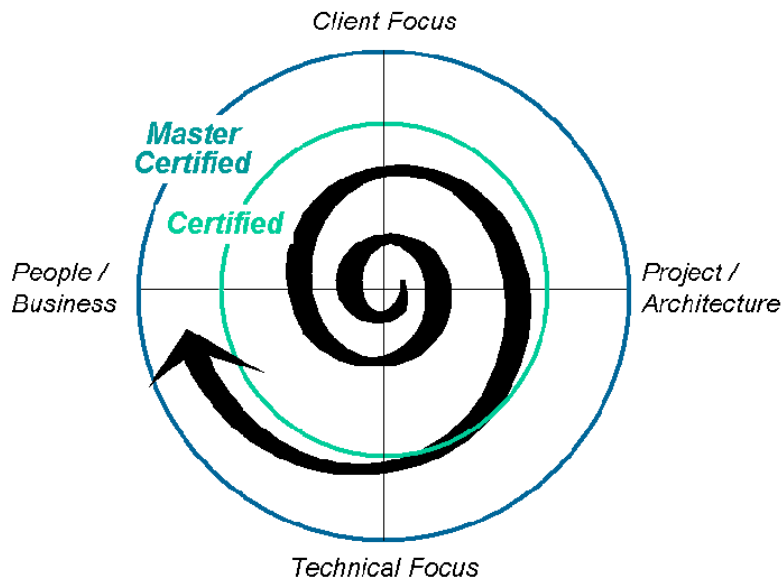 Client Focus
Master
Certified
Certified
People /
Business
Project /
Architecture
Technical Focus